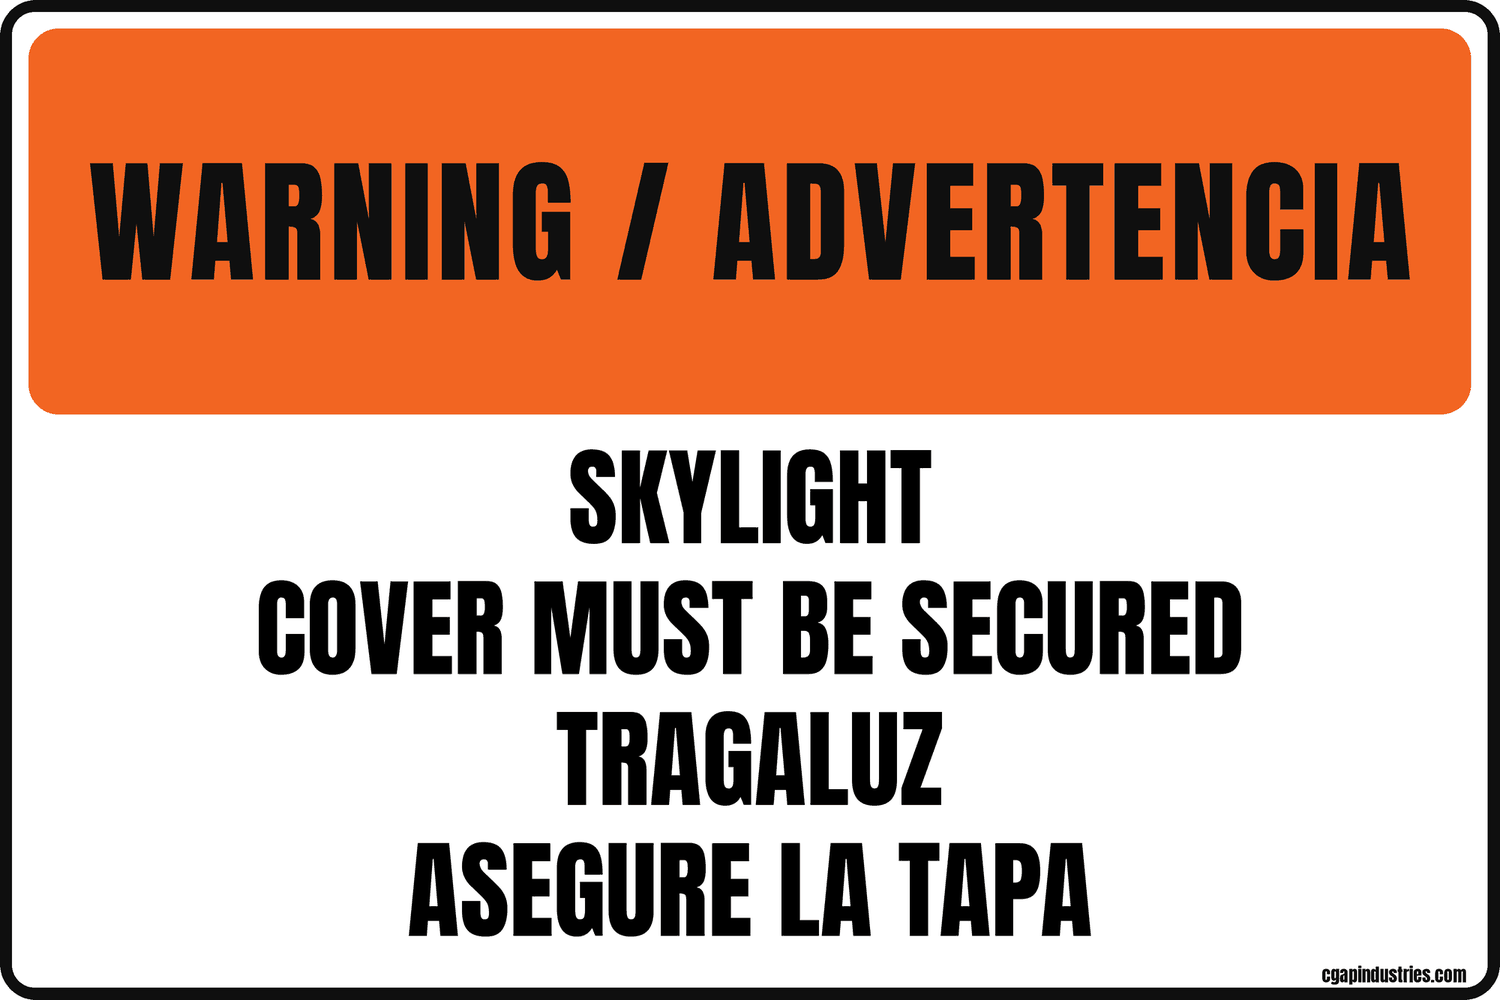 WARNING / ADVERTENCIA
SKYLIGHT
COVER MUST BE SECURED
TRAGALUZ
ASEGURE LA TAPA
cgapindustries.com